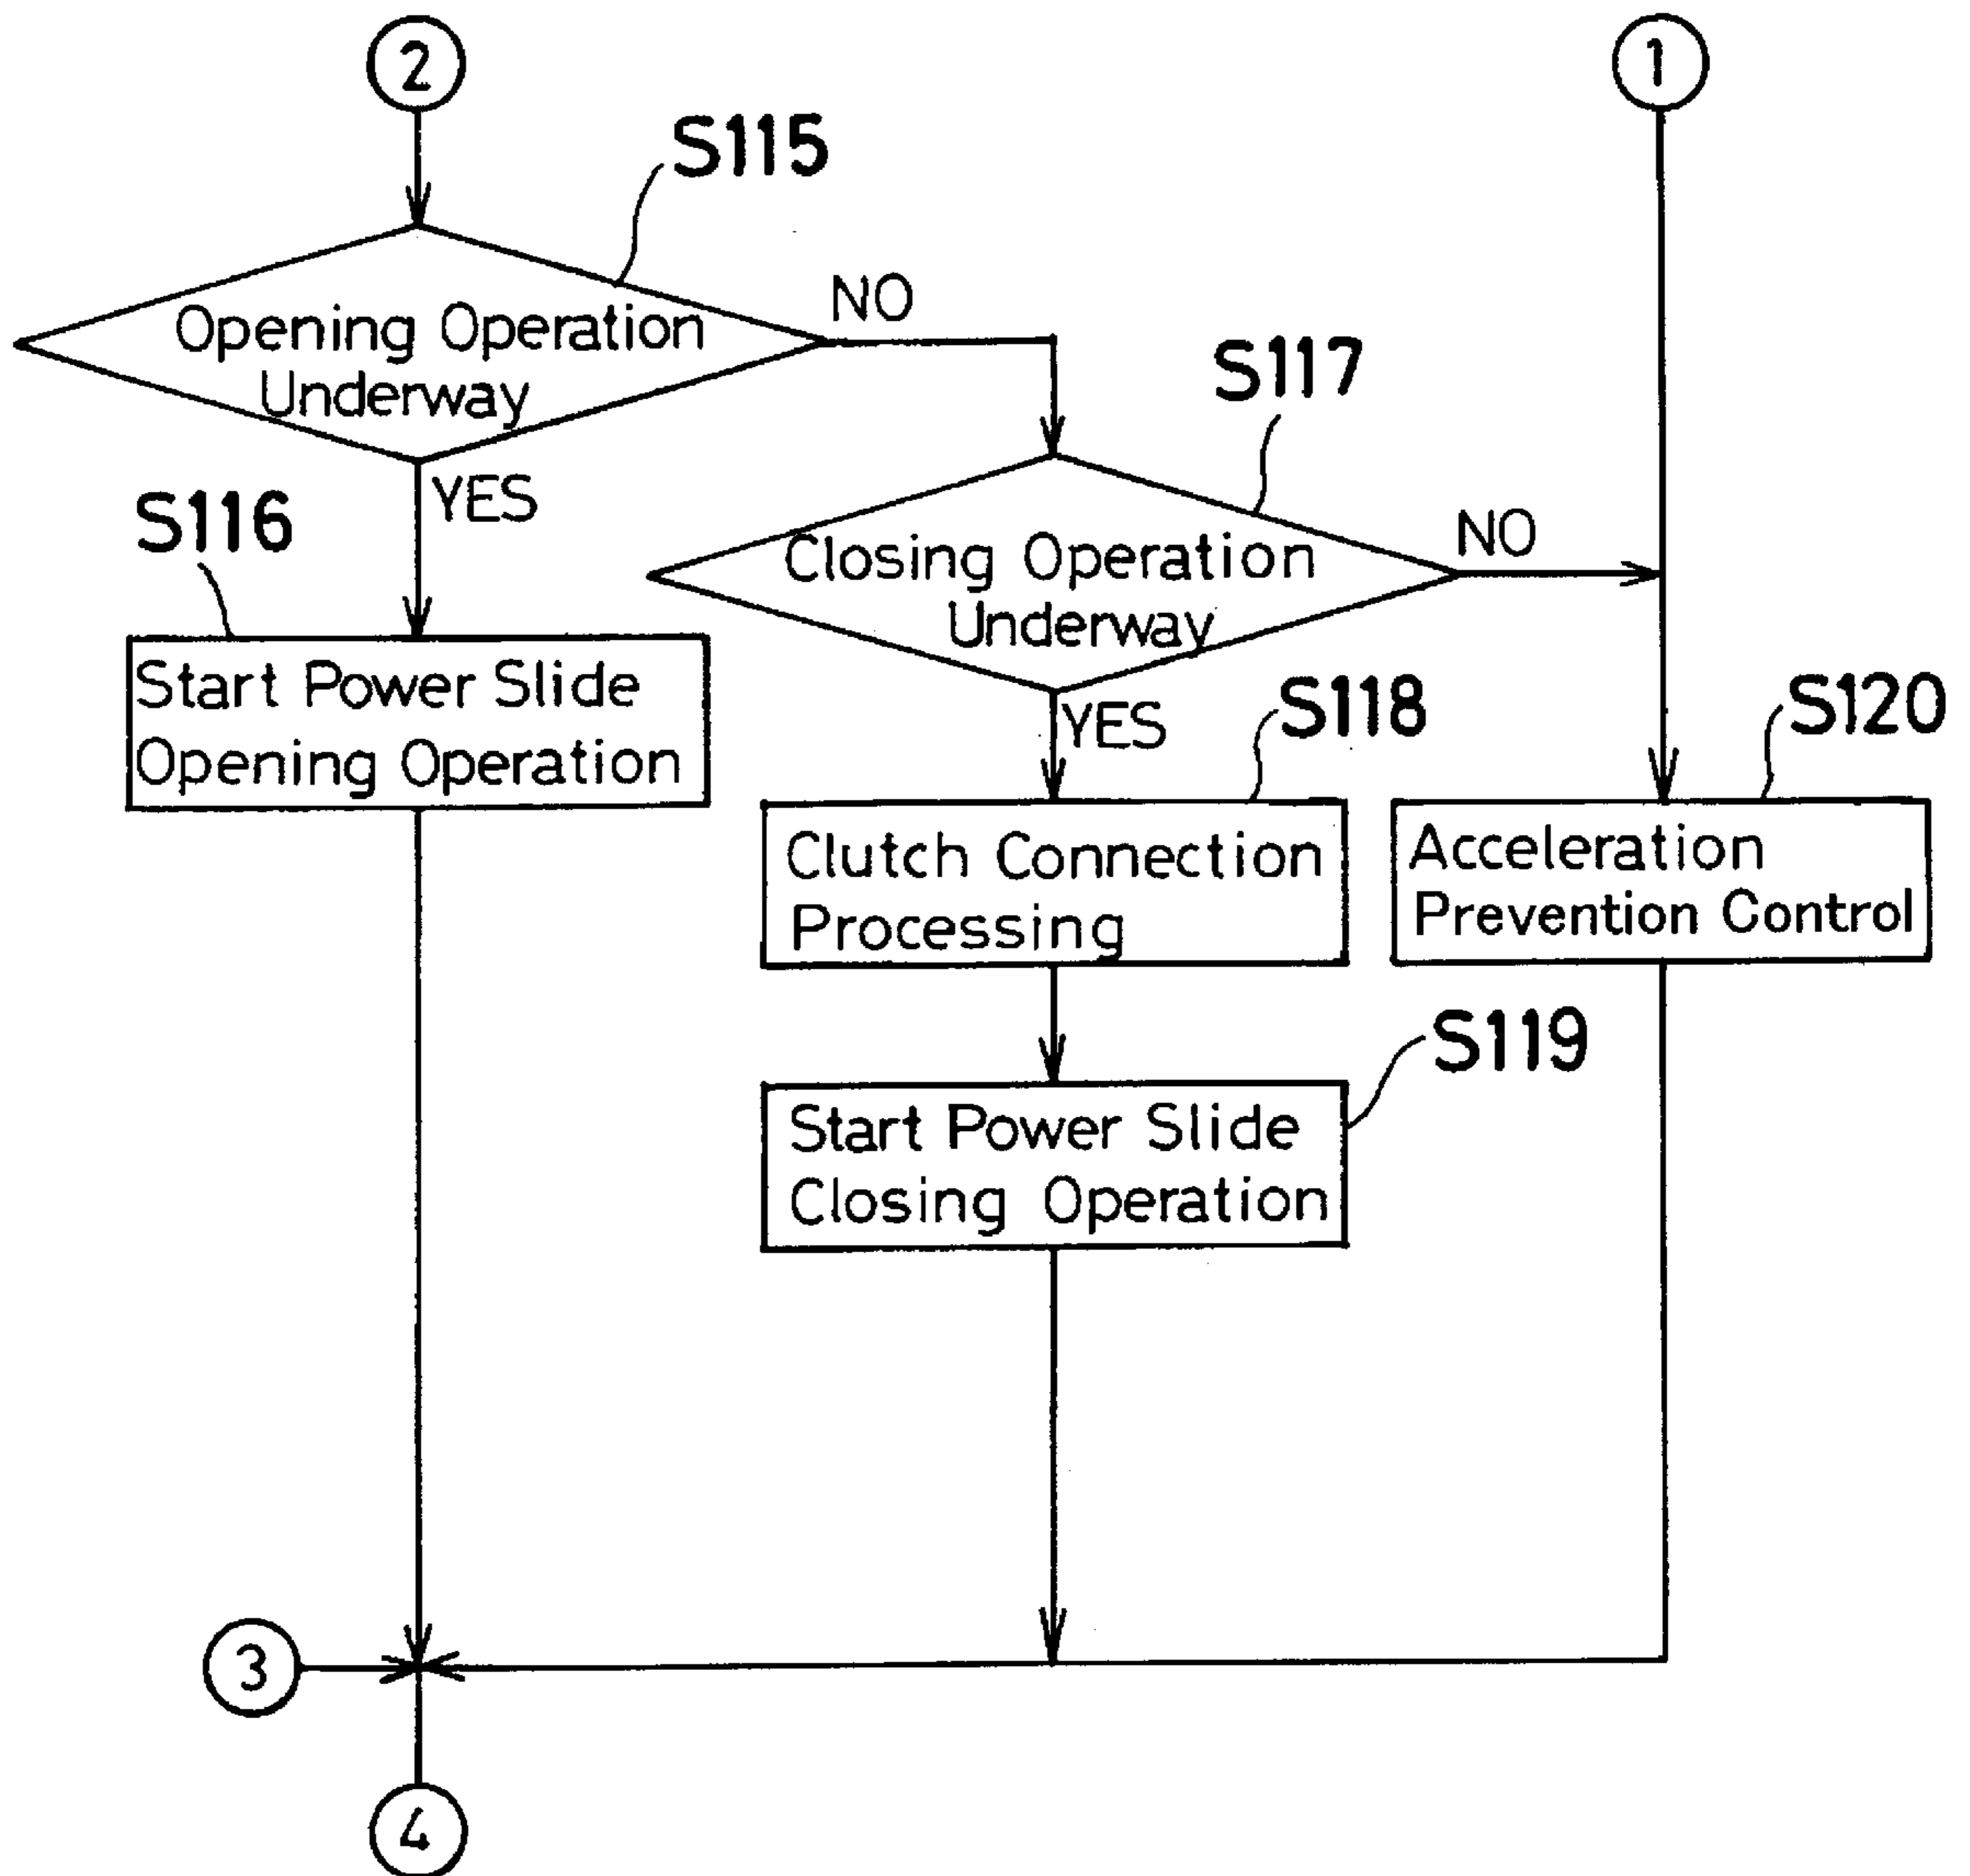 2
1
S115
Opening Operation
Underway
NO
S117
YES
S116
Closing Operation
Underway
NO
Start Power Slide
Opening Operation
YES
S118
S120
Clutch Connection
Processing
Acceleration
Prevention Control
S119
Start Power Slide
Closing Operation
3
4